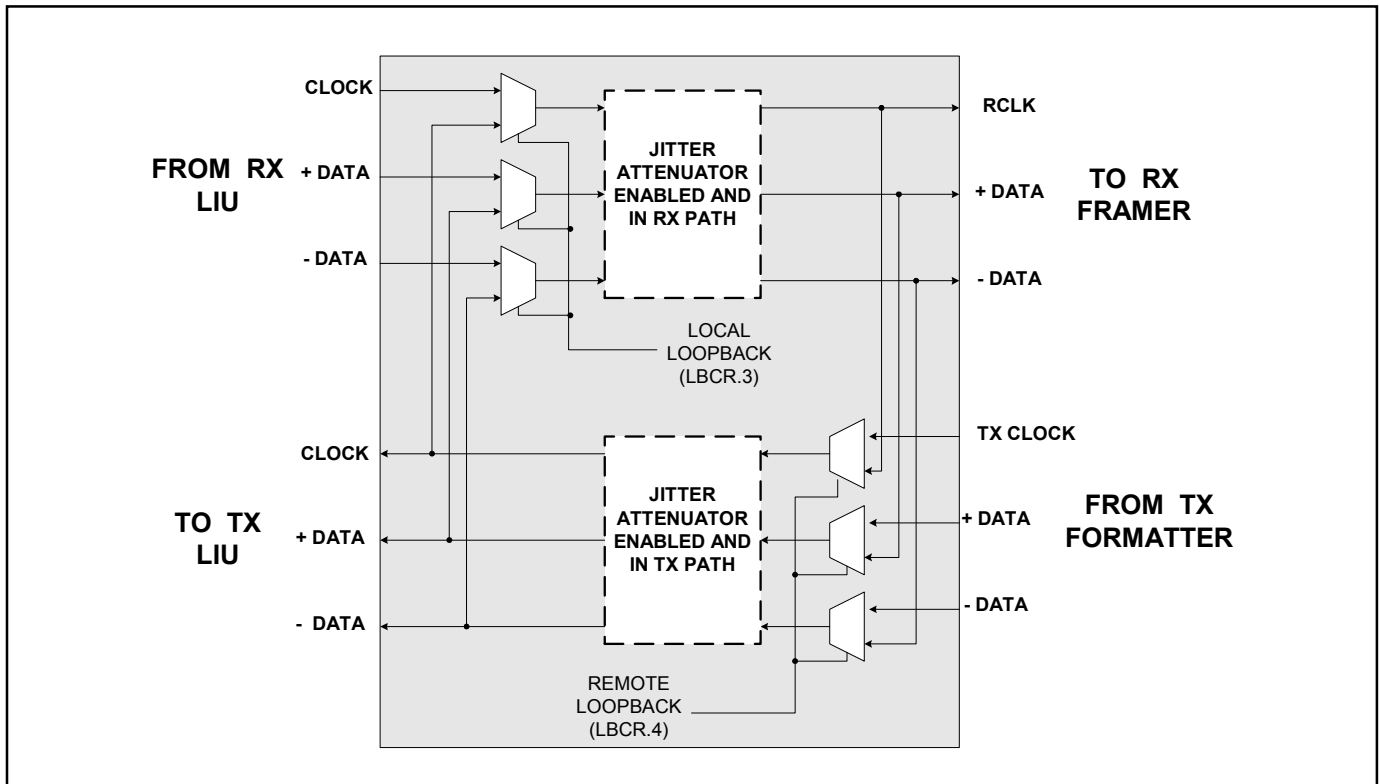 CLOCK
FROM RX
LIU
+ DATA
- DATA
JITTER
ATTENUATOR
ENABLED AND
IN RX PATH
RCLK
+ DATA
TO RX
FRAMER
- DATA
LOCAL
LOOPBACK
(LBCR.3)
CLOCK
TO TX
LIU
+ DATA
- DATA
JITTER
ATTENUATOR
ENABLED AND
IN TX PATH
TX CLOCK
+ DATA
FROM TX
FORMATTER
- DATA
REMOTE
LOOPBACK
(LBCR.4)